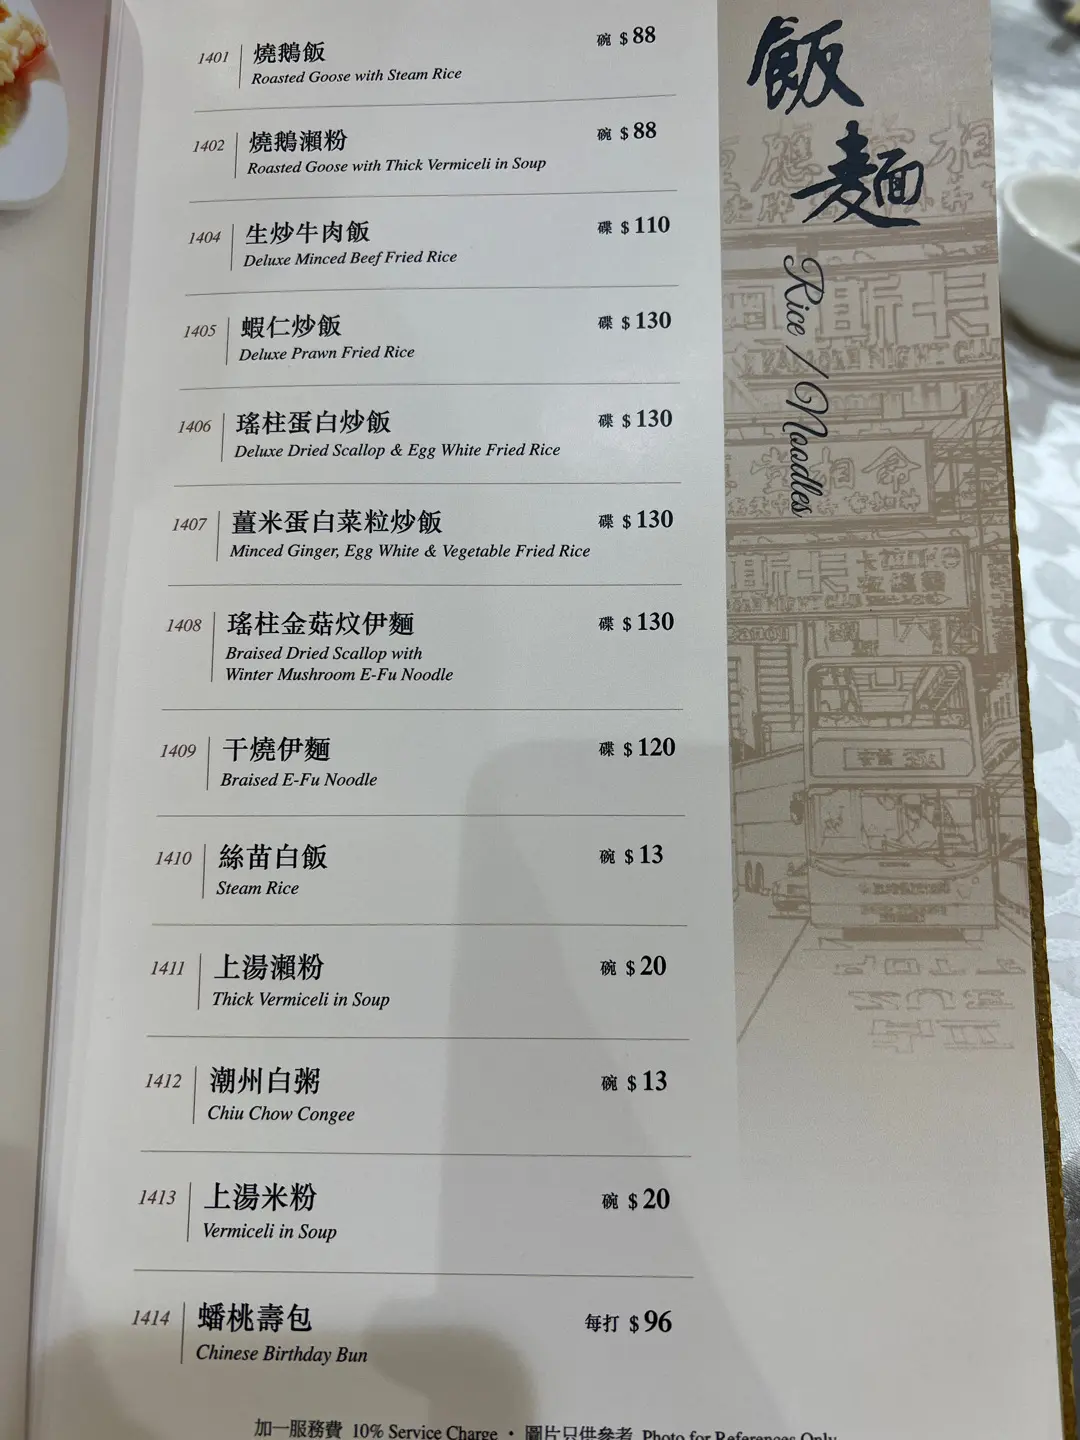 飯麵
Rice / Noodles
1401 燒鵝飯 碗 $ 88
Roasted Goose with Steam Rice
1402 燒鵝瀨粉 碗 $ 88
Roasted Goose with Thick Vermiceli in Soup
1404 生炒牛肉飯 碟 $ 110
Deluxe Minced Beef Fried Rice
1405 蝦仁炒飯 碟 $ 130
Deluxe Prawn Fried Rice
1406 瑤柱蛋白炒飯 碟 $ 130
Deluxe Dried Scallop & Egg White Fried Rice
1407 薑米蛋白菜粒炒飯 碟 $ 130
Minced Ginger, Egg White & Vegetable Fried Rice
1408 瑤柱金菇炆伊麵 碟 $ 130
Braised Dried Scallop with
Winter Mushroom E-Fu Noodle
1409 干燒伊麵 碟 $ 120
Braised E-Fu Noodle
1410 絲苗白飯 碗 $ 13
Steam Rice
1411 上湯瀨粉 碗 $ 20
Thick Vermiceli in Soup
1412 潮州白粥 碗 $ 13
Chiu Chow Congee
1413 上湯米粉 碗 $ 20
Vermiceli in Soup
1414 蟠桃壽包 每打 $ 96
Chinese Birthday Bun
加一服務費 10% Service Charge • 圖片只供參考 Photo for References Only